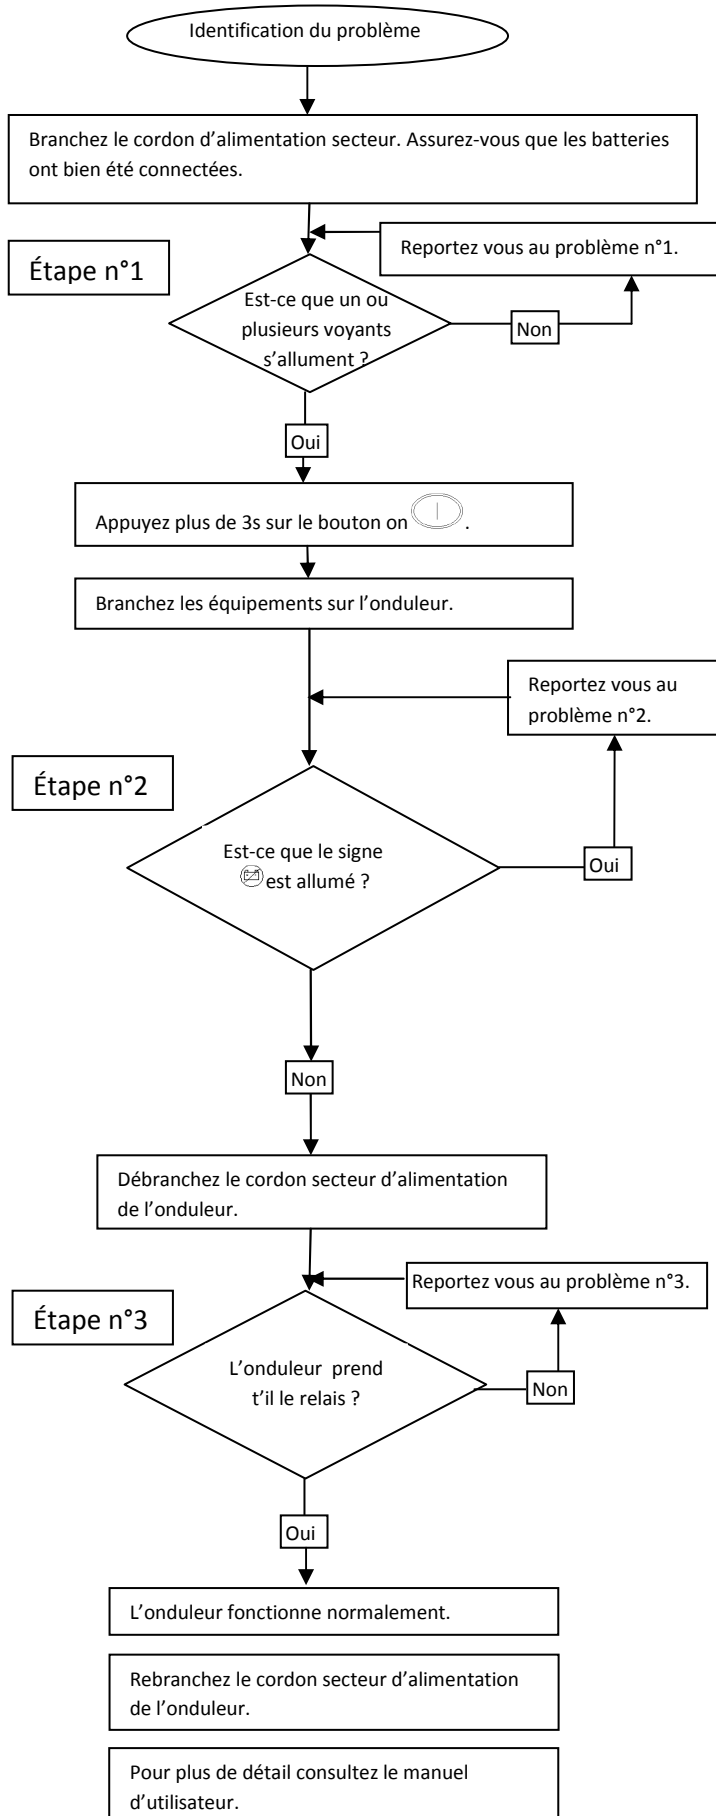 Identification du problème
Branchez le cordon d’alimentation secteur. Assurez-vous que les batteries
ont bien été connectées.
Reportez vous au problème n°1.
Étape n°1
Est-ce que un ou
plusieurs voyants
s’allument ?
Non
Oui
Appuyez plus de 3s sur le bouton on .
Branchez les équipements sur l’onduleur.
Reportez vous au
problème n°2.
Étape n°2
Est-ce que le signe
est allumé ?
Oui
Non
Débranchez le cordon secteur d’alimentation
de l’onduleur.
Reportez vous au problème n°3.
Étape n°3
L’onduleur prend
t’il le relais ?
Non
Oui
L’onduleur fonctionne normalement.
Rebranchez le cordon secteur d’alimentation
de l’onduleur.
Pour plus de détail consultez le manuel
d’utilisateur.